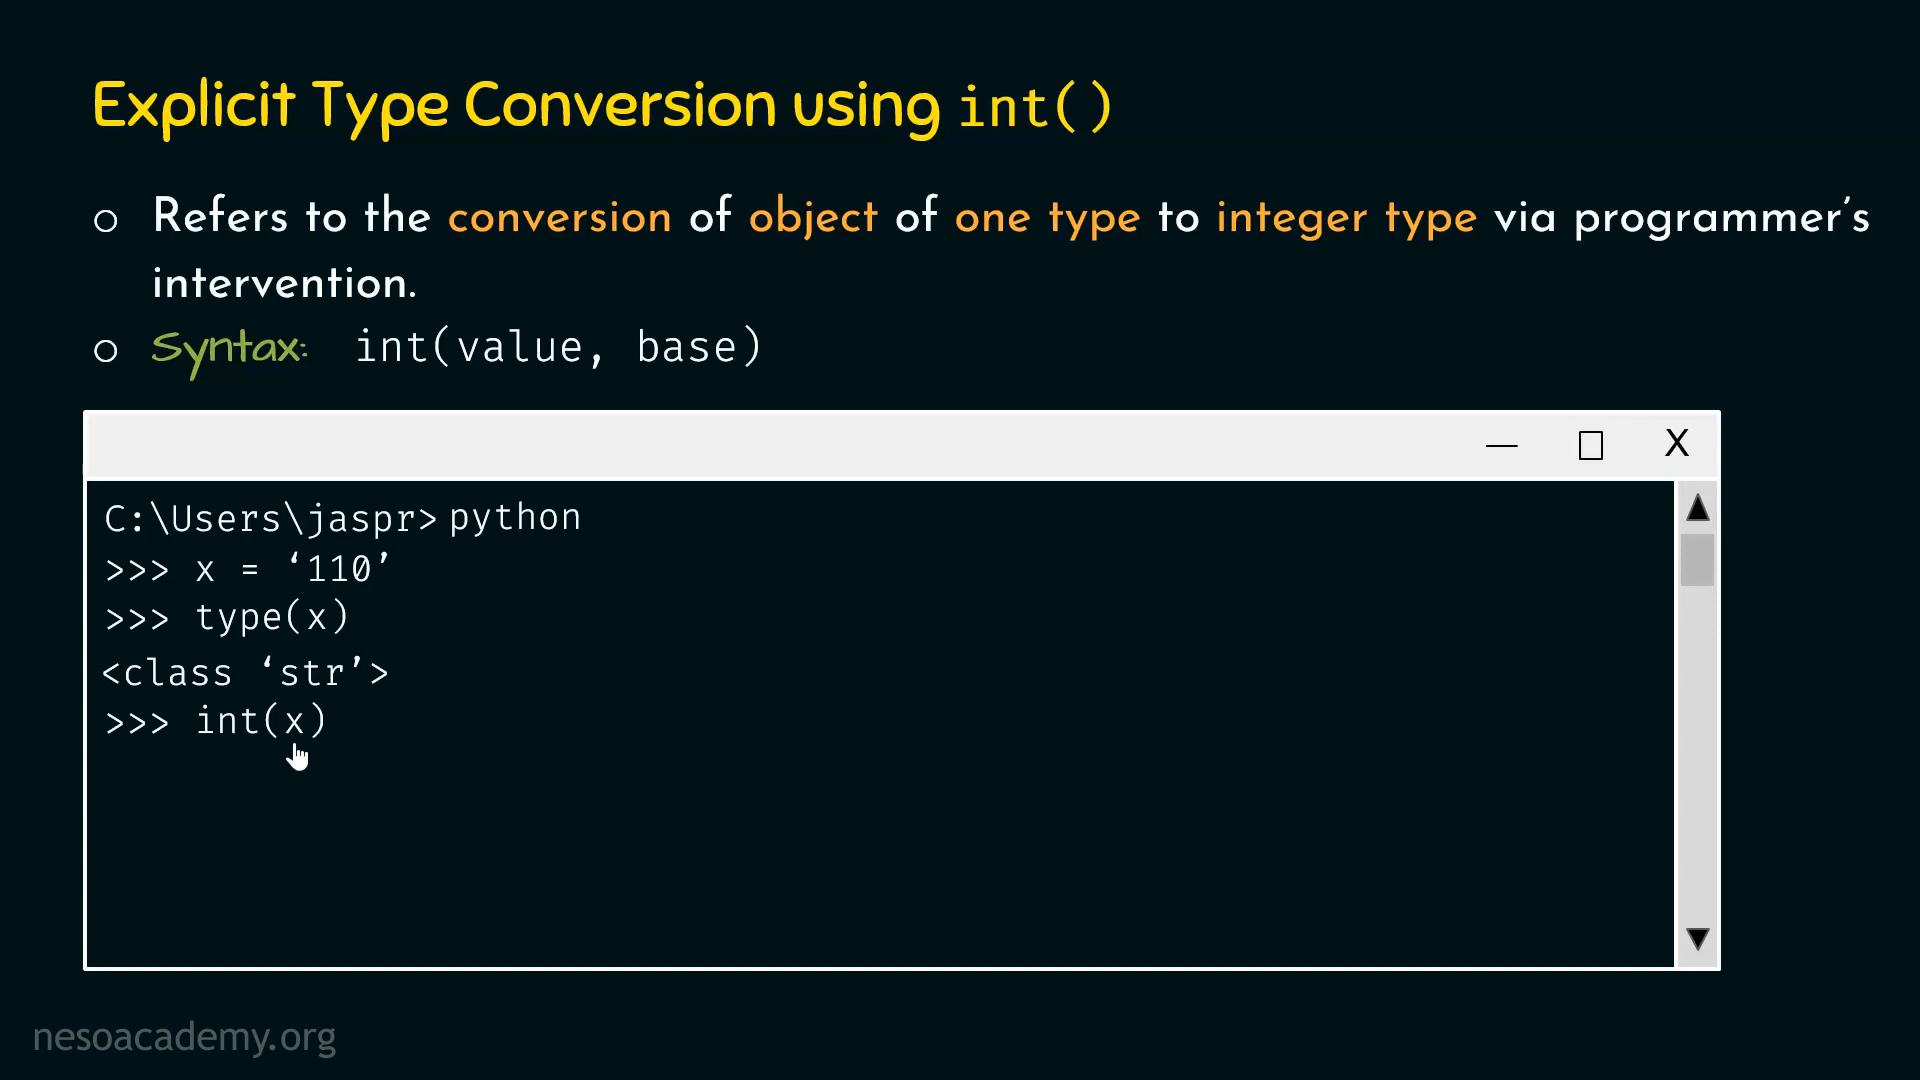 Explicit Type Conversion using int()
Refers to the conversion of object of one type to integer type via programmer's
intervention.
Syntax: int(value, base)
— □ X
C:\Users\jaspr> python
>>> x = ‘110’
>>> type(x)
<class ‘str’>
>>> int(x)
nesoacademy.org